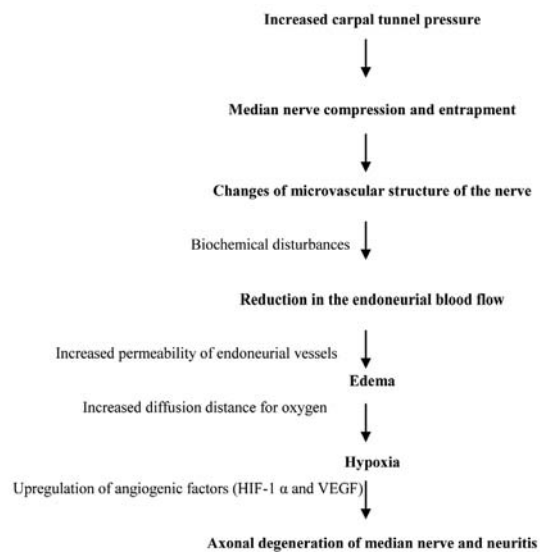 Increased carpal tunnel pressure
Median nerve compression and entrapment
Changes of microvascular structure of the nerve
Biochemical disturbances
Reduction in the endoneurial blood flow
Increased permeability of endoneurial vessels
Edema
Increased diffusion distance for oxygen
Hypoxia
Upregulation of angiogenic factors (HIF-1 α and VEGF)
Axonal degeneration of median nerve and neuritis